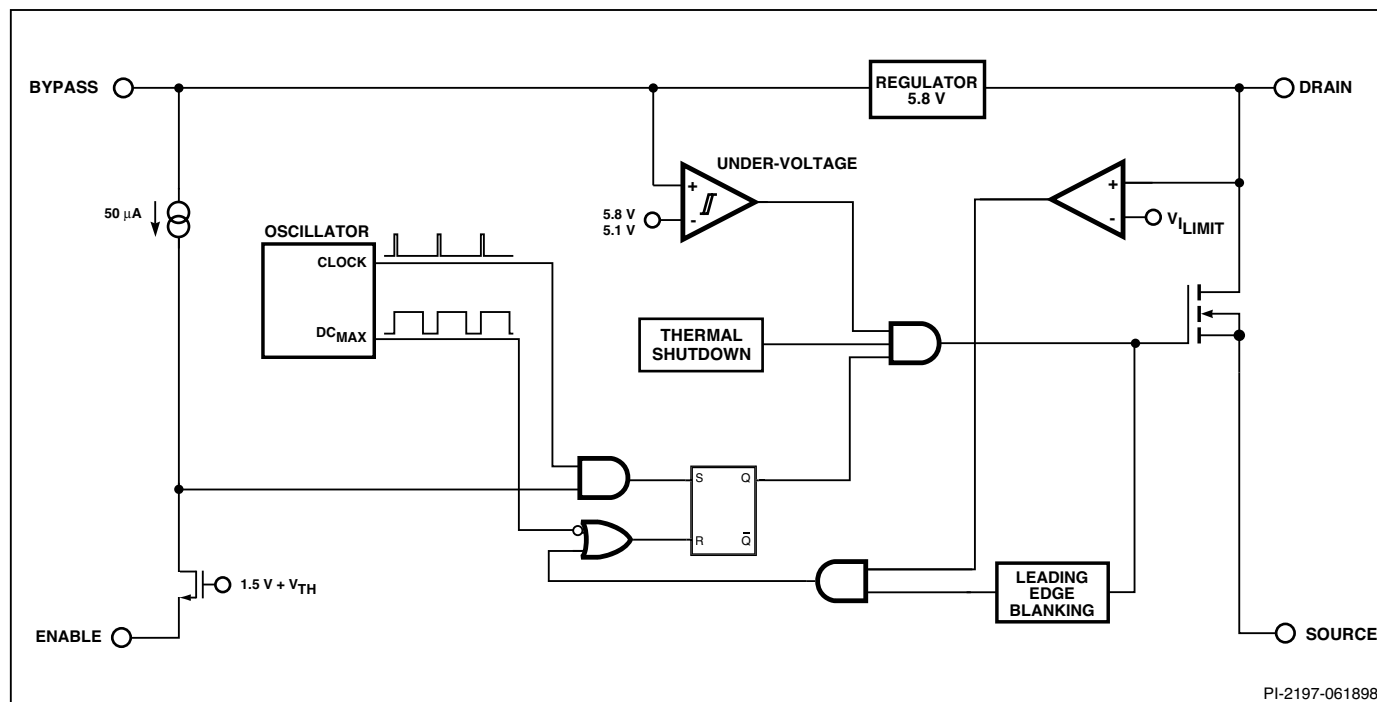 BYPASS
REGULATOR
5.8 V
DRAIN
UNDER-VOLTAGE
+
-
5.8 V
5.1 V
50 μA
+
-
VILIMIT
OSCILLATOR
CLOCK
DCMAX
THERMAL
SHUTDOWN
S
Q
R
Q̅
1.5 V + VTH
LEADING
EDGE
BLANKING
ENABLE
SOURCE
PI-2197-061898